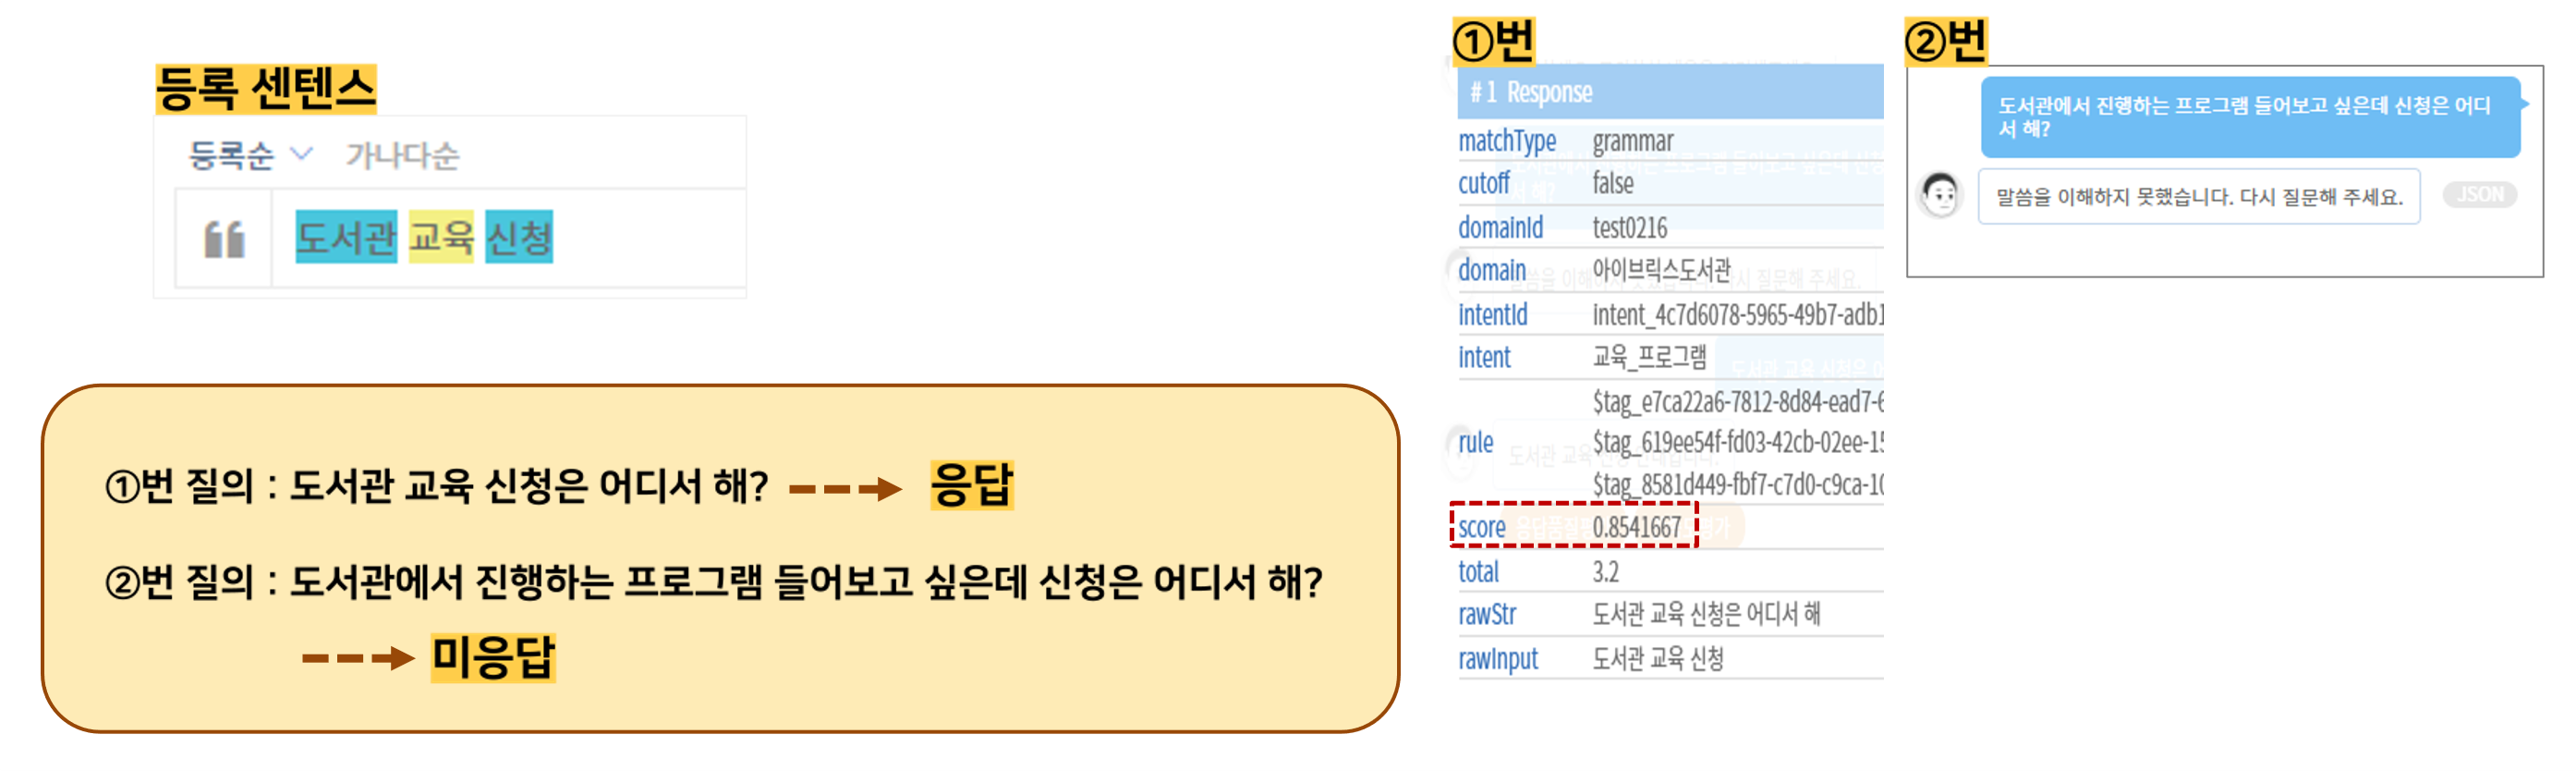 등록 센텐스
등록순 가나다순
도서관 교육 신청
①번 질의 : 도서관 교육 신청은 어디서 해? 응답
②번 질의 : 도서관에서 진행하는 프로그램 들어보고 싶은데 신청은 어디서 해?
미응답
①번
# 1 Response
matchType grammar
cutoff false
domainId test0216
domain 아이브릭스도서관
intentId intent_4c7d6078-5965-49b7-adb1
intent 교육_프로그램
$tag_e7ca22a6-7812-8d84-ead7-6
rule $tag_619ee54f-fd03-42cb-02ee-15
$tag_8581d449-fbf7-c7d0-c9ca-10
score 0.8541667
total 3.2
rawStr 도서관 교육 신청은 어디서 해
rawInput 도서관 교육 신청
②번
도서관에서 진행하는 프로그램 들어보고 싶은데 신청은 어디
서 해?
말씀을 이해하지 못했습니다. 다시 질문해 주세요. JSON